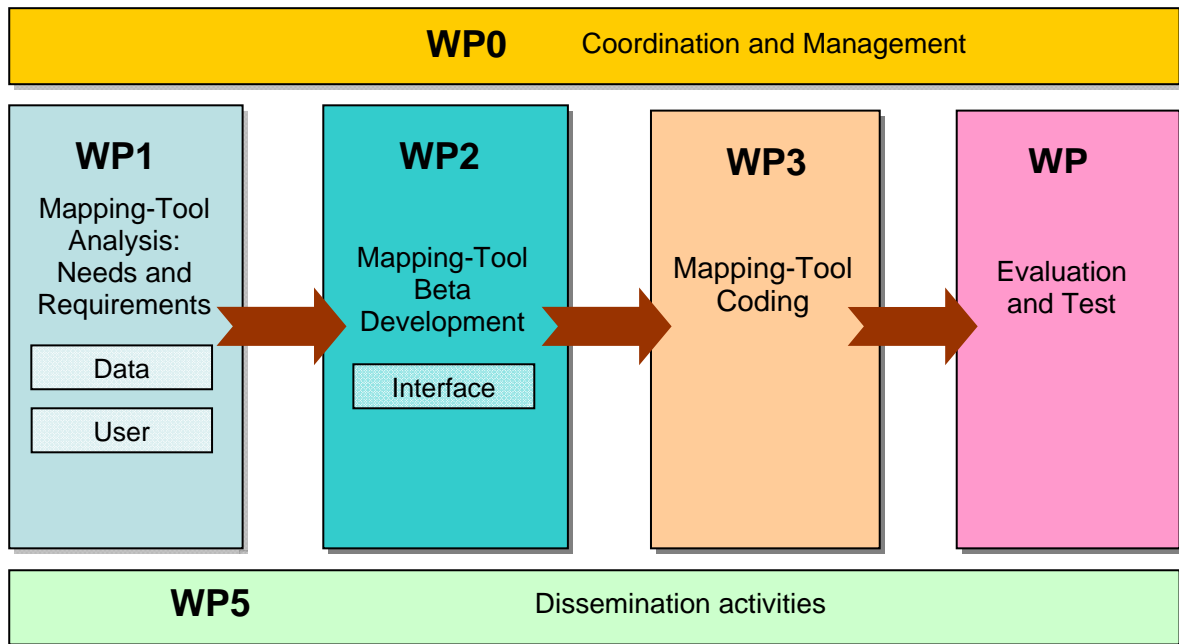 WP0 Coordination and Management
WP1
Mapping-Tool
Analysis:
Needs and
Requirements
Data
User
WP2
Mapping-Tool
Beta
Development
Interface
WP3
Mapping-Tool
Coding
WP
Evaluation
and Test
WP5 Dissemination activities